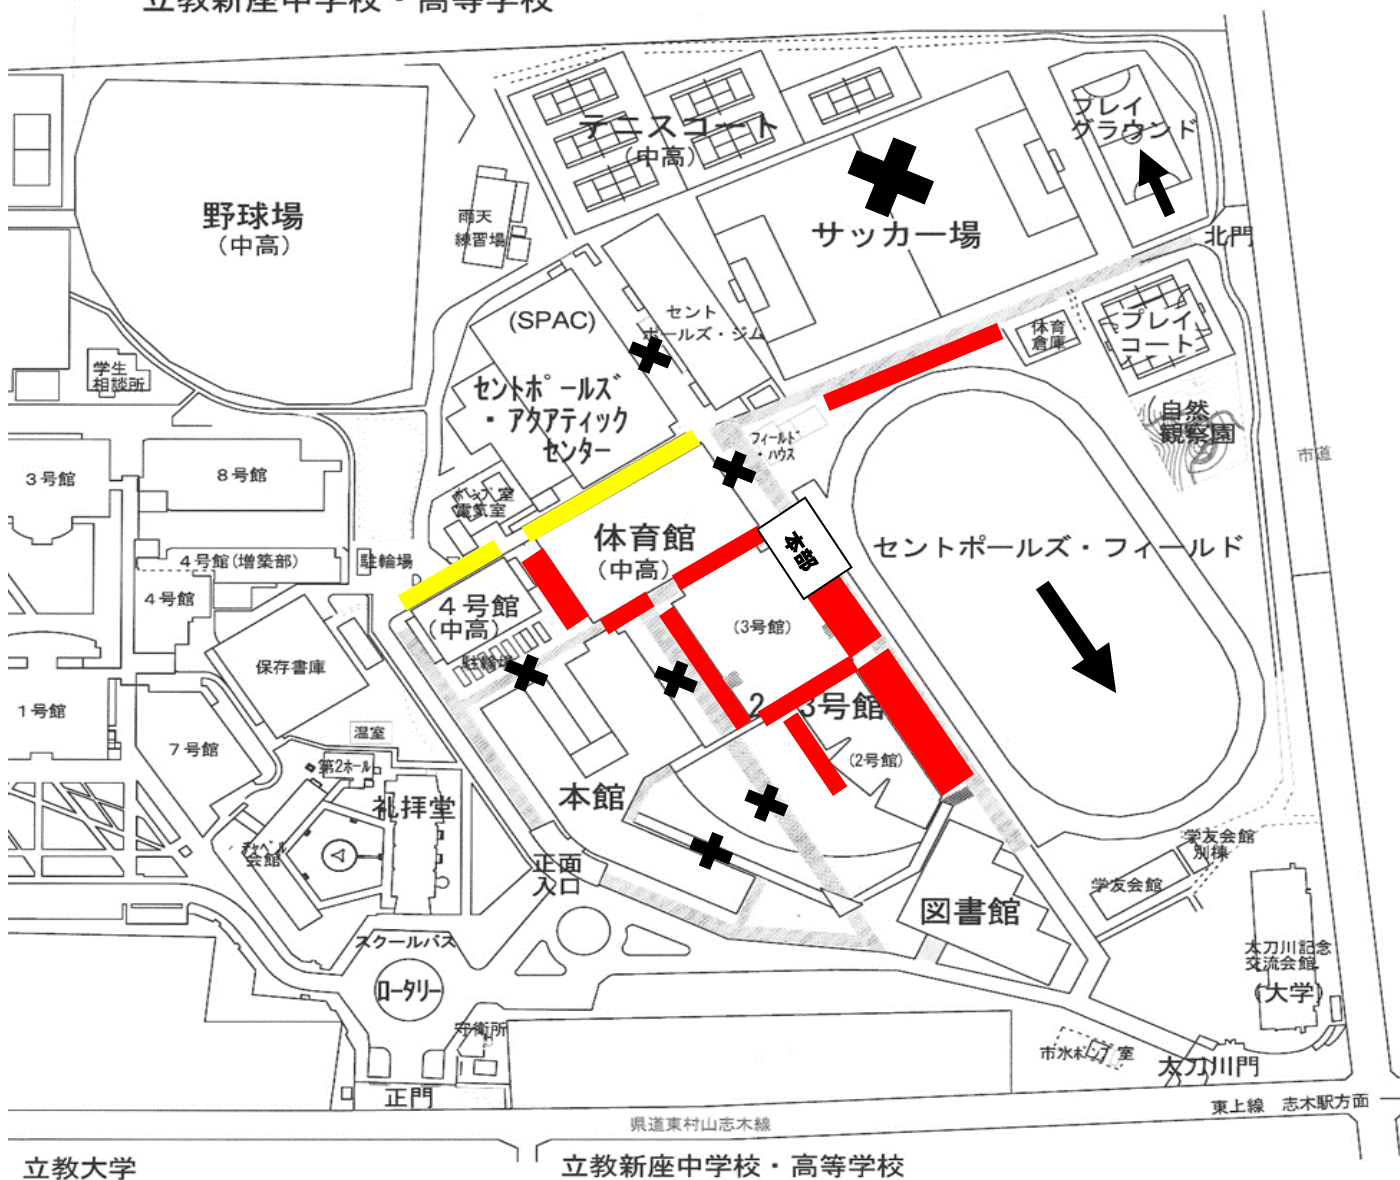 立教新座中学校・高等学校
プレイ
グラウンド
テニスコート
(中高)
野球場
(中高)
雨天
練習場
サッカー場
北門
(SPAC)
セント
ポールズ・ジム
体育
倉庫
プレイ
コート
学生
相談所
セントポールズ
・アクアティック
センター
自然
観察園
フィールド
・ハウス
市道
3号館
8号館
ポンプ室
電気室
体育館
(中高)
本部
セントポールズ・フィールド
4号館(増築部)
駐輪場
4号館
4号館
(中高)
(3号館)
駐輪場
保存書庫
1号館
7号館
温室
2・3号館
(2号館)
第2ホール
礼拝堂
本館
チャペル
会館
正面
入口
学友会館
別棟
学友会館
図書館
スクールバス
ロータリー
太刀川記念
交流会館
(大学)
守衛所
市水ポンプ室
太刀川門
正門
東上線 志木駅方面
県道東村山志木線
立教大学
立教新座中学校・高等学校